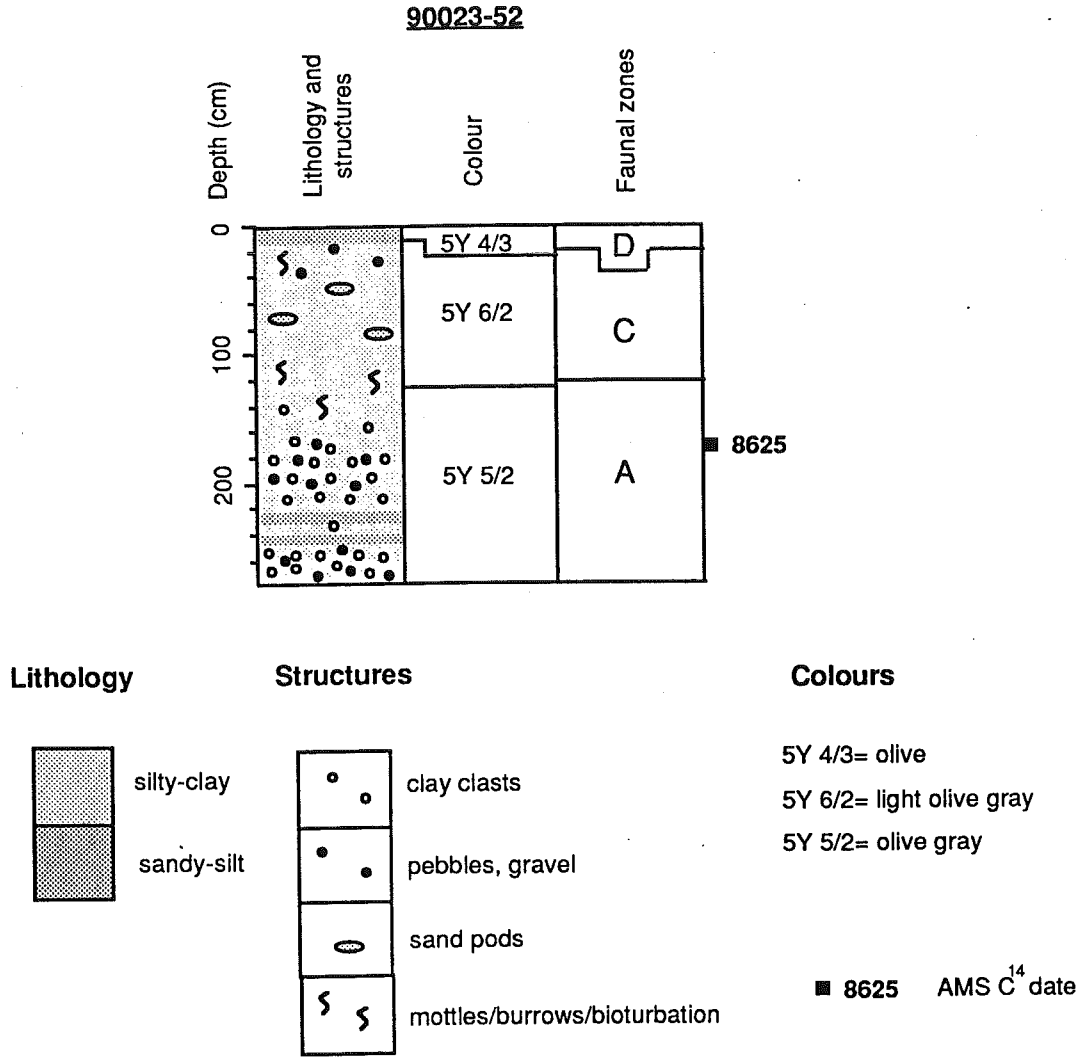 90023-52
Depth (cm)
Lithology and
structures
Colour
Faunal zones
0
100
200
5Y 4/3
5Y 6/2
5Y 5/2
D
C
A
8625
Lithology
silty-clay
sandy-silt
Structures
clay clasts
pebbles, gravel
sand pods
mottles/burrows/bioturbation
Colours
5Y 4/3= olive
5Y 6/2= light olive gray
5Y 5/2= olive gray
8625 AMS C14 date